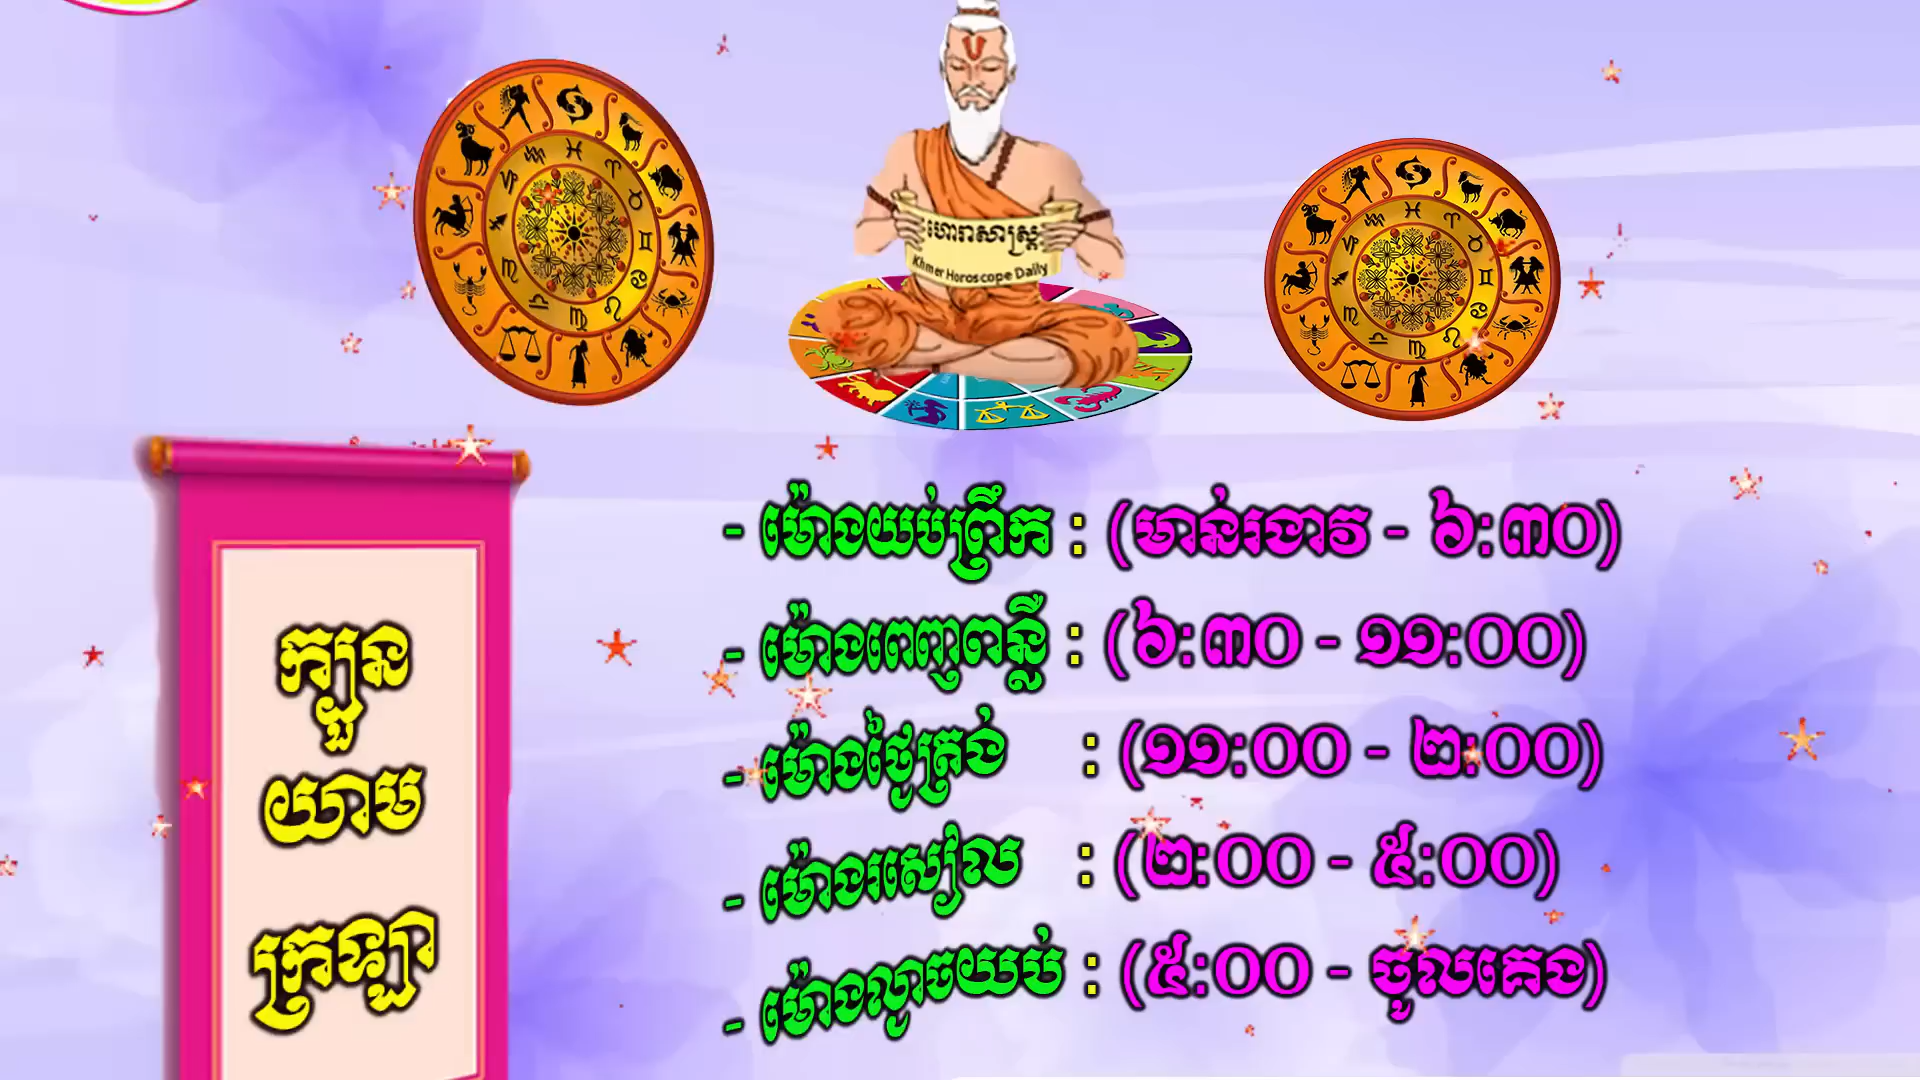 ហោរាសាស្ត្រ
Khmer Horoscope Daily
- ម៉ោងយប់ព្រឹក : (មាន់រងាវ - ៦:៣០)
- ម៉ោងពេញពន្លឺ : (៦:៣០ - ១១:០០)
- ម៉ោងថ្ងៃត្រង់ : (១១:០០ - ២:០០)
- ម៉ោងរសៀល : (២:០០ - ៥:០០)
- ម៉ោងល្ងាចយប់ : (៥:០០ - ចូលគេង)
ក្បួន
យាម
ក្រឡា